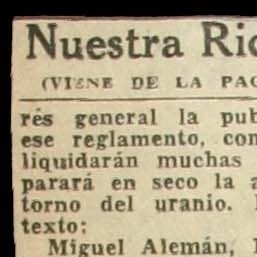 Nuestra Ric
(VIENE DE LA PAG
rés general la pub
ese reglamento, con
liquidarán muchas
parará en seco la a
torno del uranio.
texto:
Miguel Alemán,